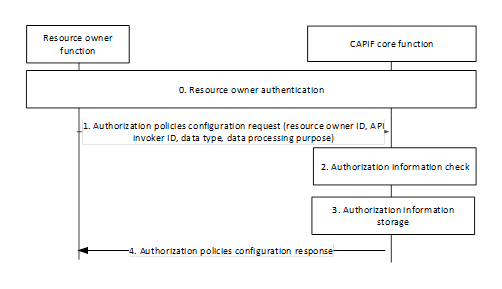 Resource owner
function
CAPIF core function
0. Resource owner authentication
1. Authorization policies configuration request (resource owner ID, API
invoker ID, data type, data processing purpose)
2. Authorization information check
3. Authorization information
storage
4. Authorization policies configuration response